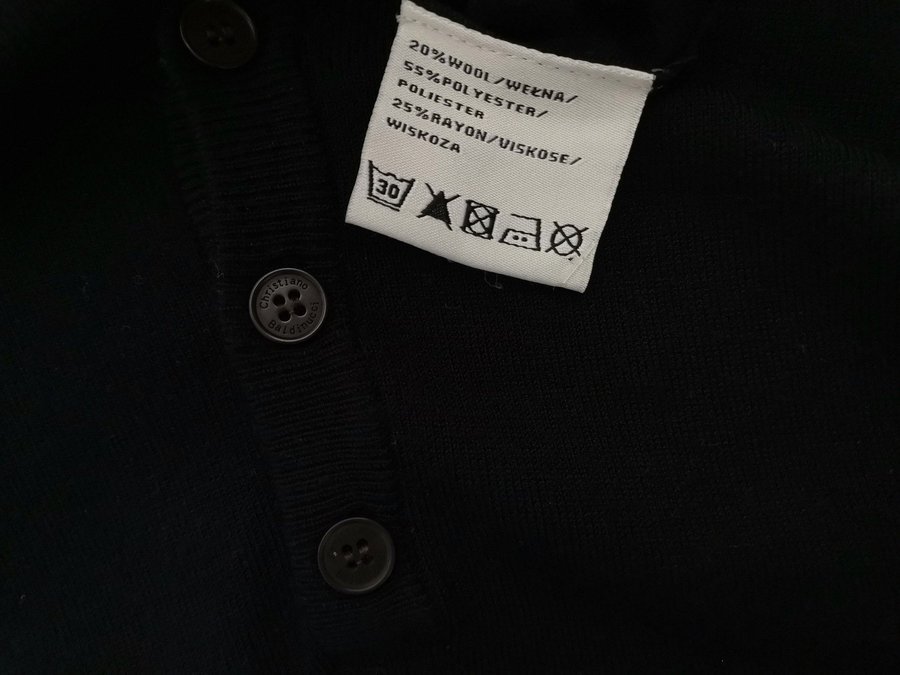 20%WOOL/WEŁNA/
55%POLYESTER/
POLIESTER
25%RAYON/VISKOSE/
WISKOZA
30
Christiano
Baldinucci